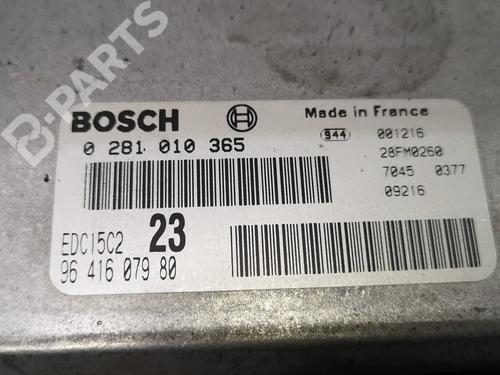 B-PARTS
BOSCH
Made in France
0 281 010 365
944 001216
28FM0260
7045 0377
09216
EDC15C2 23
96 416 079 80